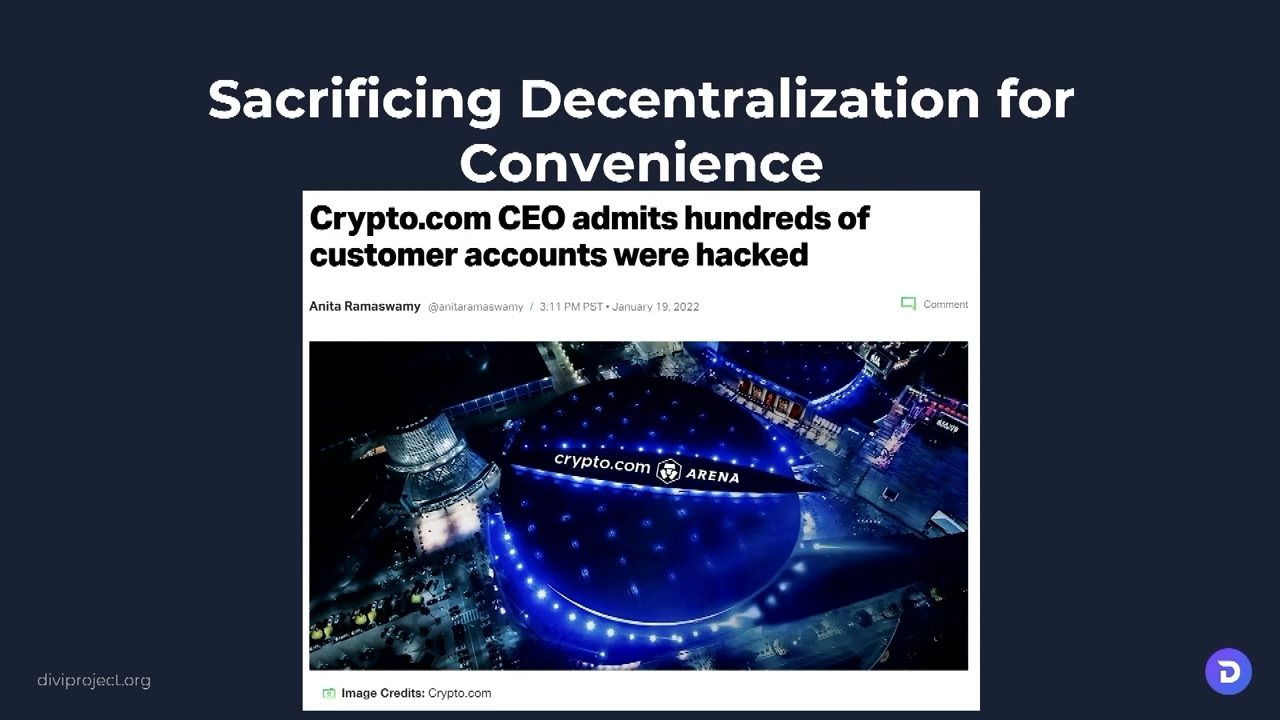 Sacrificing Decentralization for
Convenience
Crypto.com CEO admits hundreds of
customer accounts were hacked
Anita Ramaswamy @anitaramaswamy / 3:11 PM PST • January 19, 2022
Comment
crypto.com ARENA
Image Credits: Crypto.com
diviproject.org